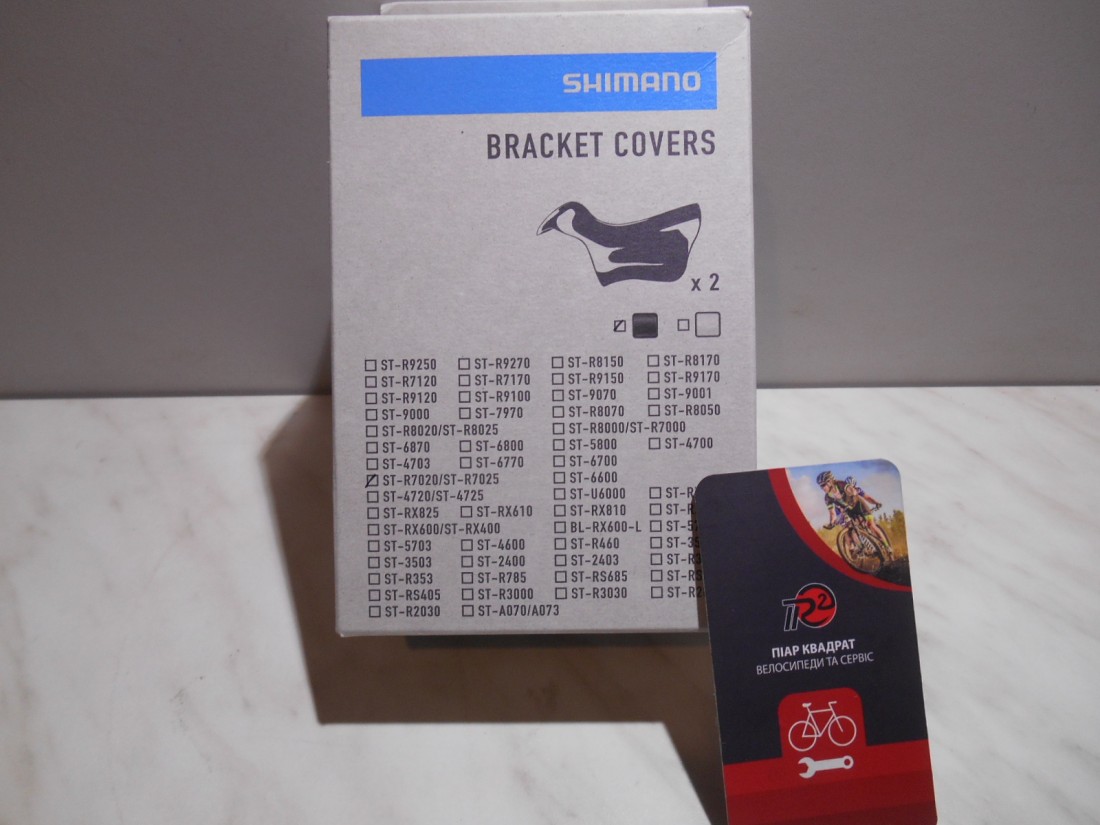 SHIMANO
BRACKET COVERS
x 2
ST-R9250 ST-R9270 ST-R8150 ST-R8170
ST-R7120 ST-R7170 ST-R9150 ST-R9170
ST-R9120 ST-R9100 ST-9070 ST-9001
ST-9000 ST-7970 ST-R8070 ST-R8050
ST-R8020/ST-R8025 ST-R8000/ST-R7000
ST-6870 ST-6800 ST-5800 ST-4700
ST-4703 ST-6770 ST-6700
ST-R7020/ST-R7025 ST-6600
ST-4720/ST-4725 ST-U6000
ST-RX825 ST-RX610 ST-RX810
ST-RX600/ST-RX400 BL-RX600-L
ST-5703 ST-4600 ST-R460
ST-3503 ST-2400 ST-2403
ST-R353 ST-R785 ST-RS685
ST-RS405 ST-R3000 ST-R3030
ST-R2030 ST-A070/A073
ПІАР КВАДРАТ
ВЕЛОСИПЕДИ ТА СЕРВІС